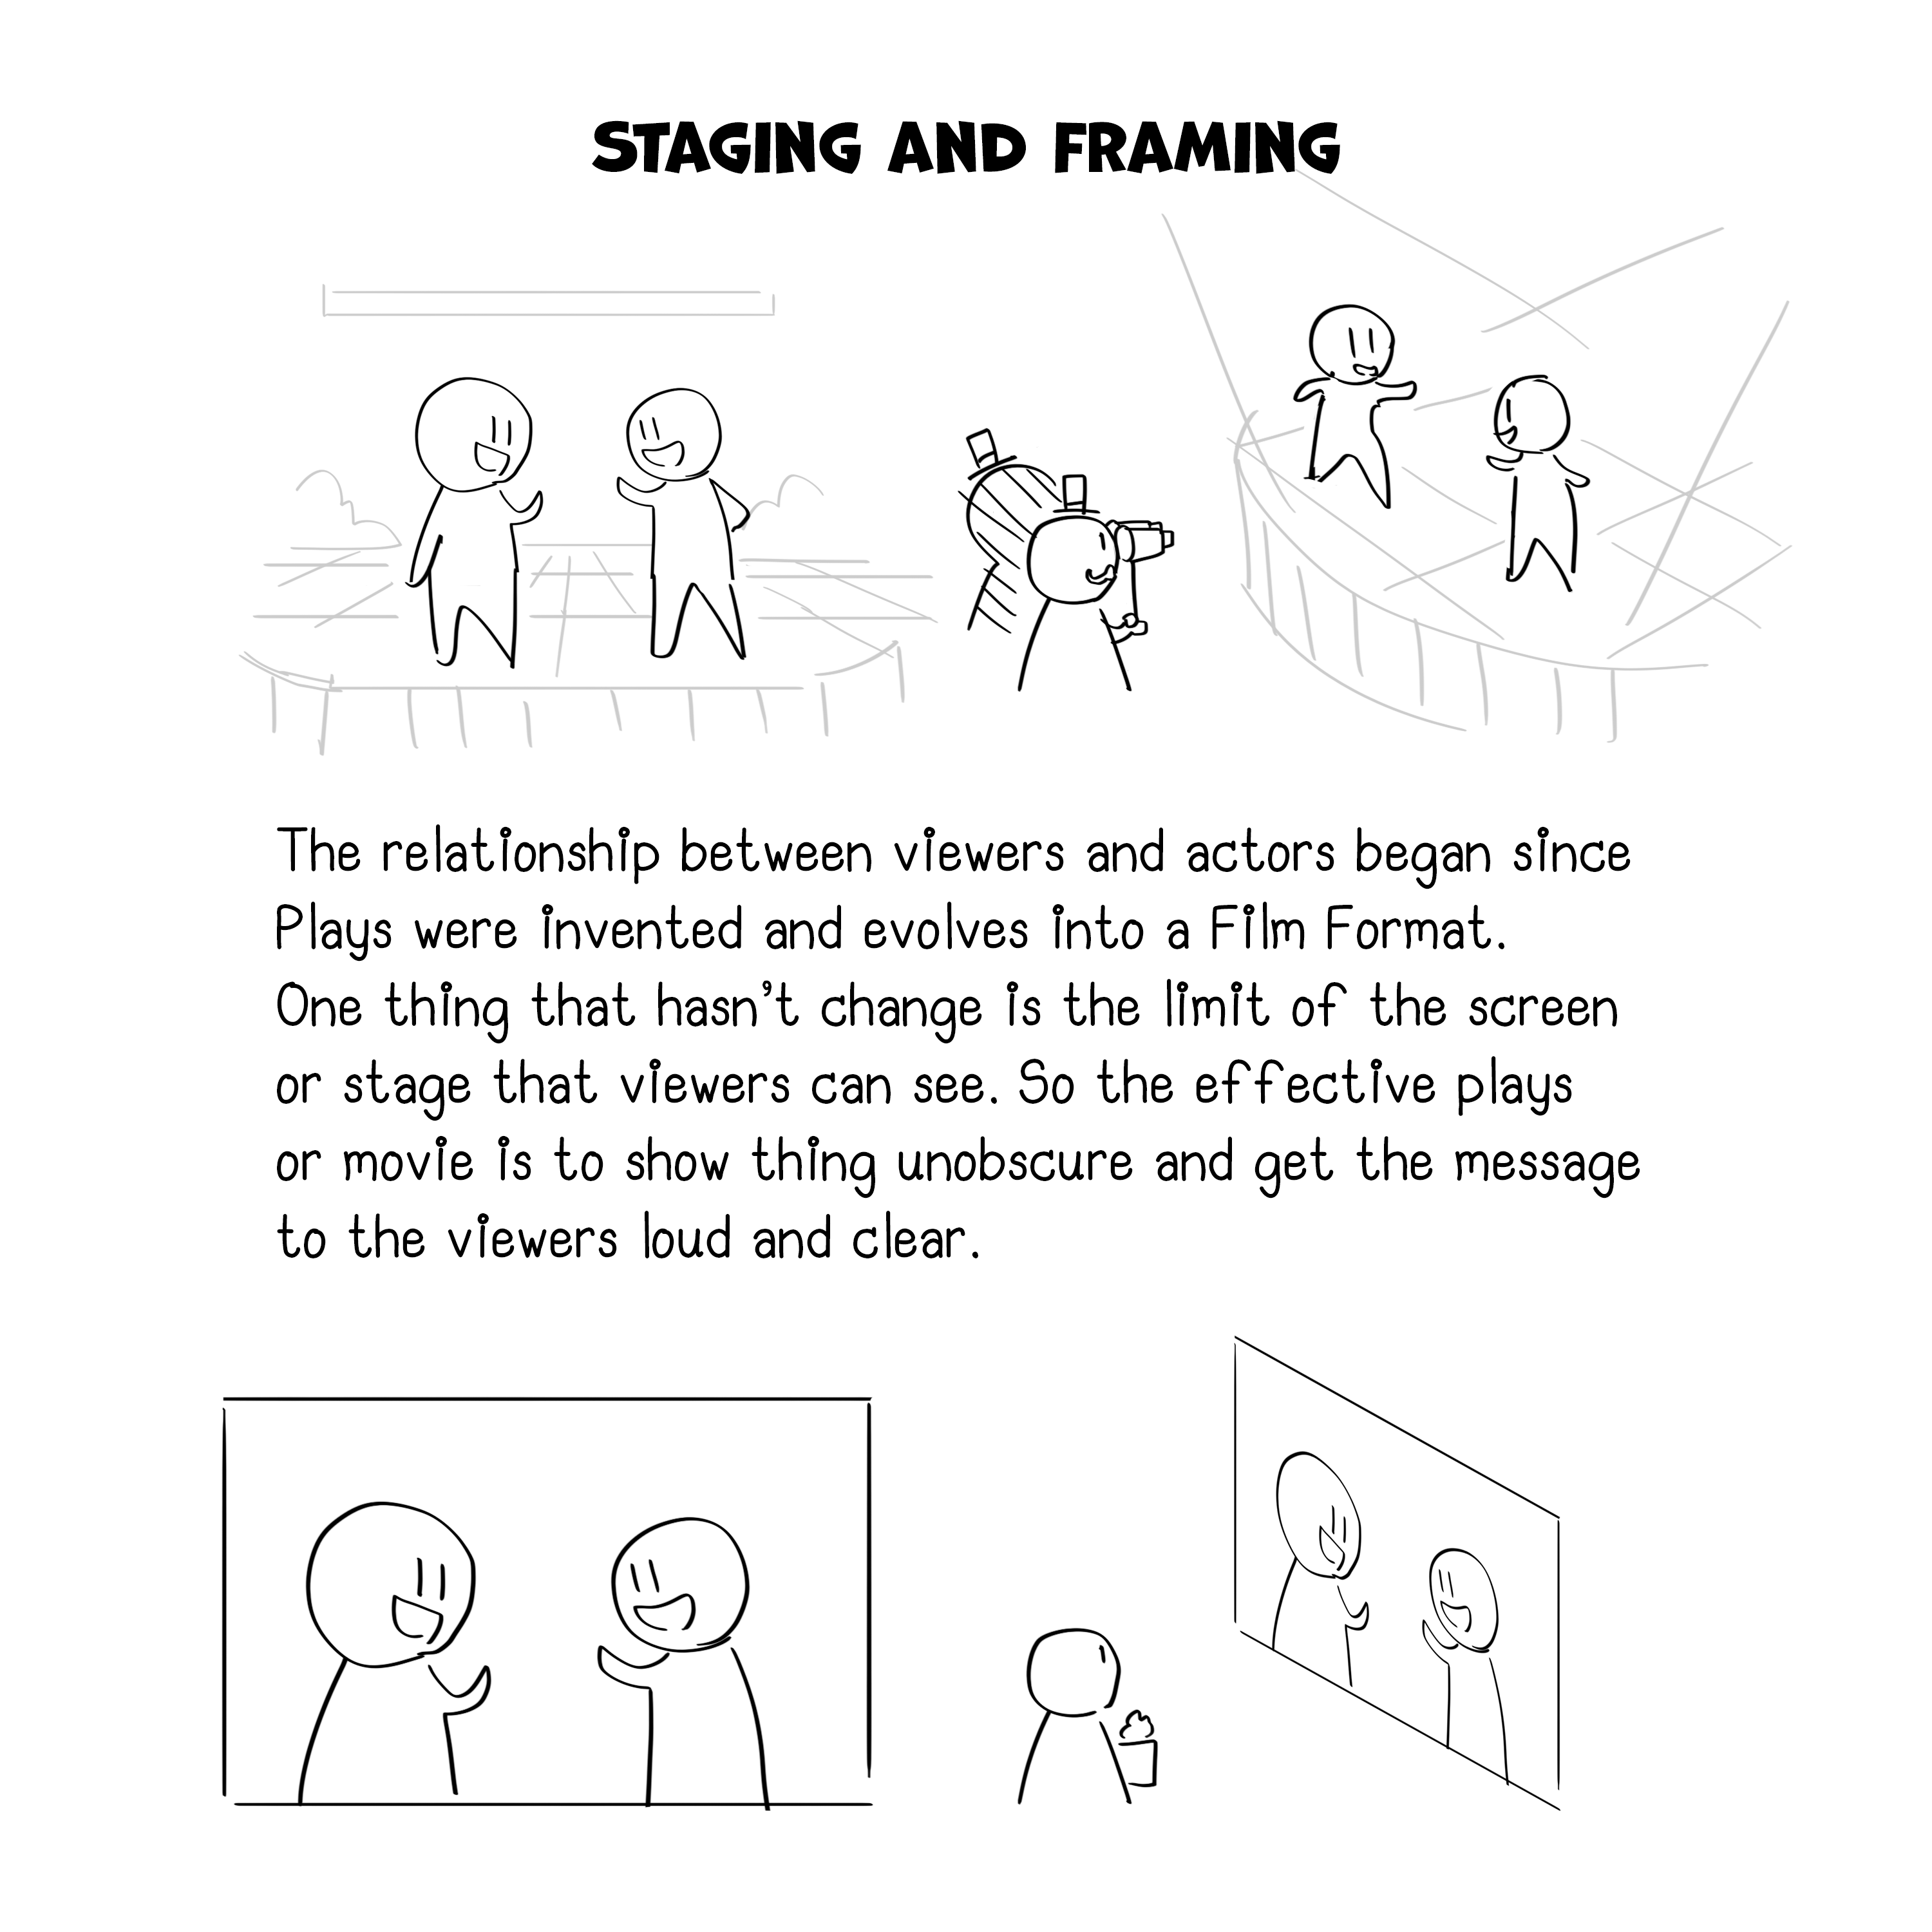 STAGING AND FRAMING
The relationship between viewers and actors began since
Plays were invented and evolves into a Film Format.
One thing that hasn't change is the limit of the screen
or stage that viewers can see. So the effective plays
or movie is to show thing unobscure and get the message
to the viewers loud and clear.